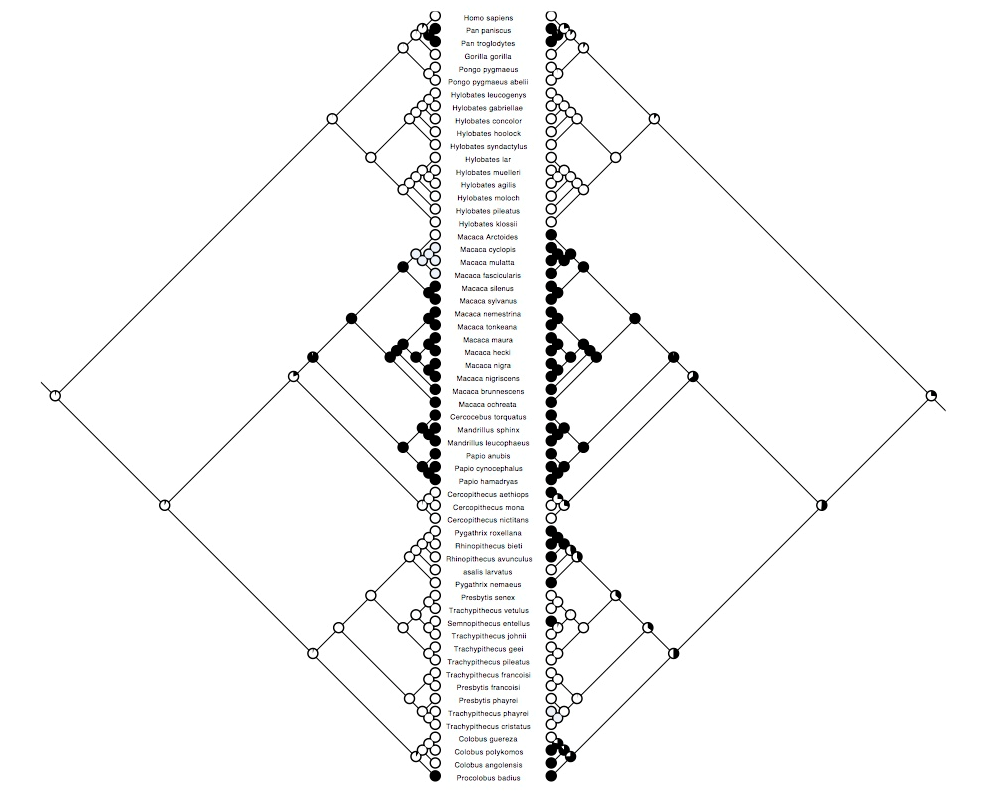 Homo sapiens
Pan paniscus
Pan troglodytes
Gorilla gorilla
Pongo pygmaeus
Pongo pygmaeus abelii
Hylobates leucogenys
Hylobates gabriellae
Hylobates concolor
Hylobates hoolock
Hylobates syndactylus
Hylobates lar
Hylobates muelleri
Hylobates agilis
Hylobates moloch
Hylobates pileatus
Hylobates klossii
Macaca Arctoides
Macaca cyclopis
Macaca mulatta
Macaca fascicularis
Macaca silenus
Macaca sylvanus
Macaca nemestrina
Macaca tonkeana
Macaca maura
Macaca hecki
Macaca nigra
Macaca nigriscens
Macaca brunnescens
Macaca ochreata
Cercocebus torquatus
Mandrillus sphinx
Mandrillus leucophaeus
Papio anubis
Papio cynocephalus
Papio hamadryas
Cercopithecus aethiops
Cercopithecus mona
Cercopithecus nictitans
Pygathrix roxellana
Rhinopithecus bieti
Rhinopithecus avunculus
asalis larvatus
Pygathrix nemaeus
Presbytis senex
Trachypithecus vetulus
Semnopithecus entellus
Trachypithecus johnii
Trachypithecus geei
Trachypithecus pileatus
Trachypithecus francoisi
Presbytis francoisi
Presbytis phayrei
Trachypithecus phayrei
Trachypithecus cristatus
Colobus guereza
Colobus polykomos
Colobus angolensis
Procolobus badius